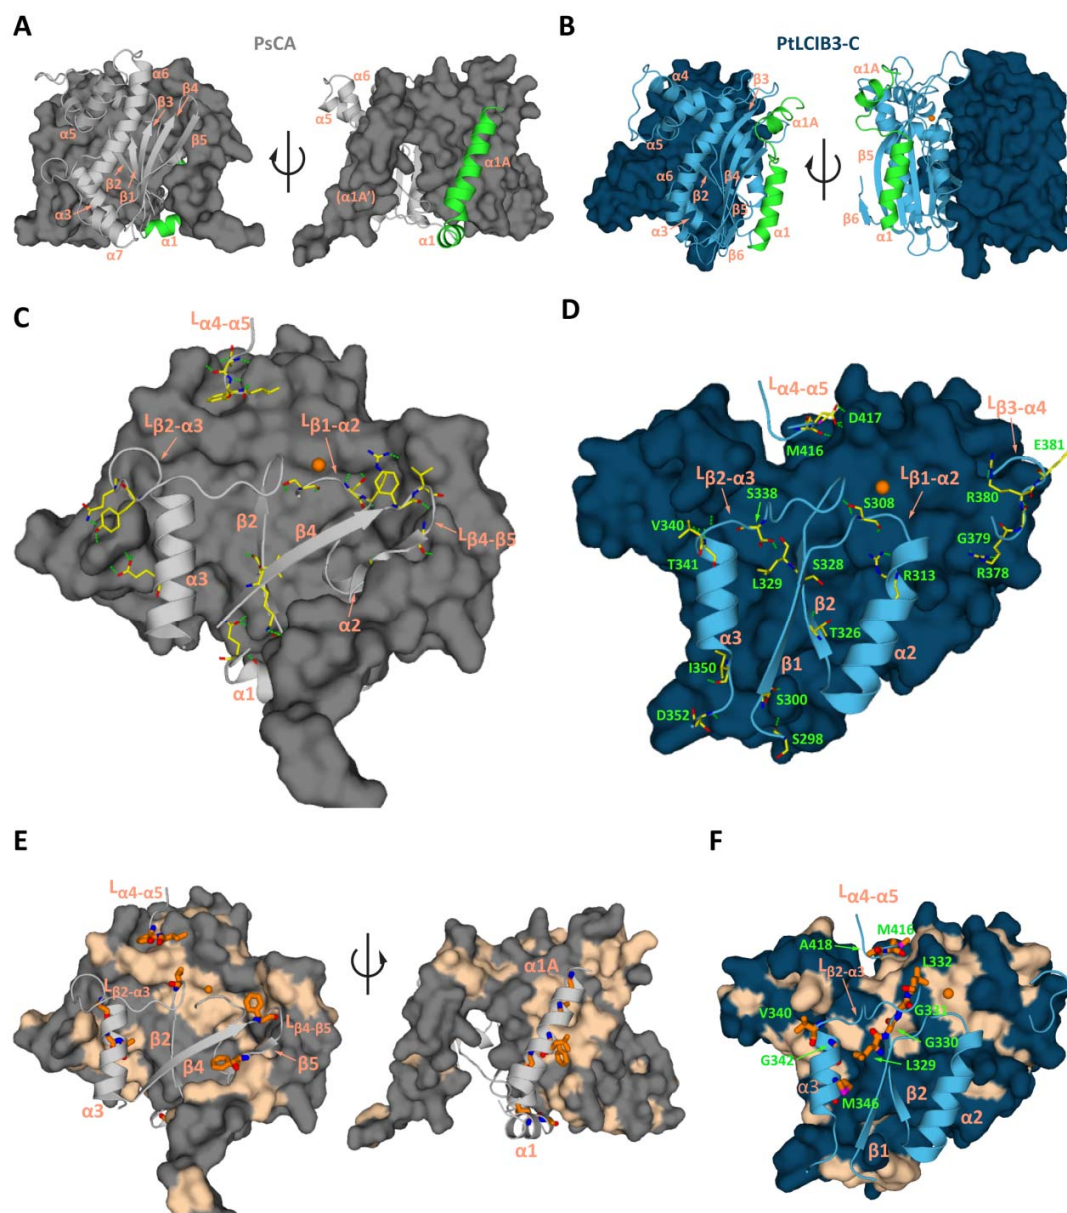 A
PsCA
α6
β3
β4
α5
β5
β2
β1
α3
α1
α7
α6
α5
α1A
(α1A')
α1
B
PtLCIB3-C
α4
β3
α1A
α5
α6
β4
β2
β5
α3
α1
β6
α1A
β5
β6
α1
C
Lα4-α5
Lβ2-α3
Lβ1-α2
β2
β4
Lβ4-β5
α3
α2
α1
D
Lα4-α5
D417
M416
Lβ3-α4
E381
Lβ2-α3
S338
S308
Lβ1-α2
R380
V340
G379
T341
L329
S328
R313
R378
β2
α3
T326
I350
β1
α2
S300
D352
S298
E
Lα4-α5
Lβ2-α3
Lβ4-β5
β2
β4
β5
α3
α1A
α1
F
Lα4-α5
M416
A418
L332
Lβ2-α3
V340
G331
G330
G342
L329
α3
M346
β2
α2
β1